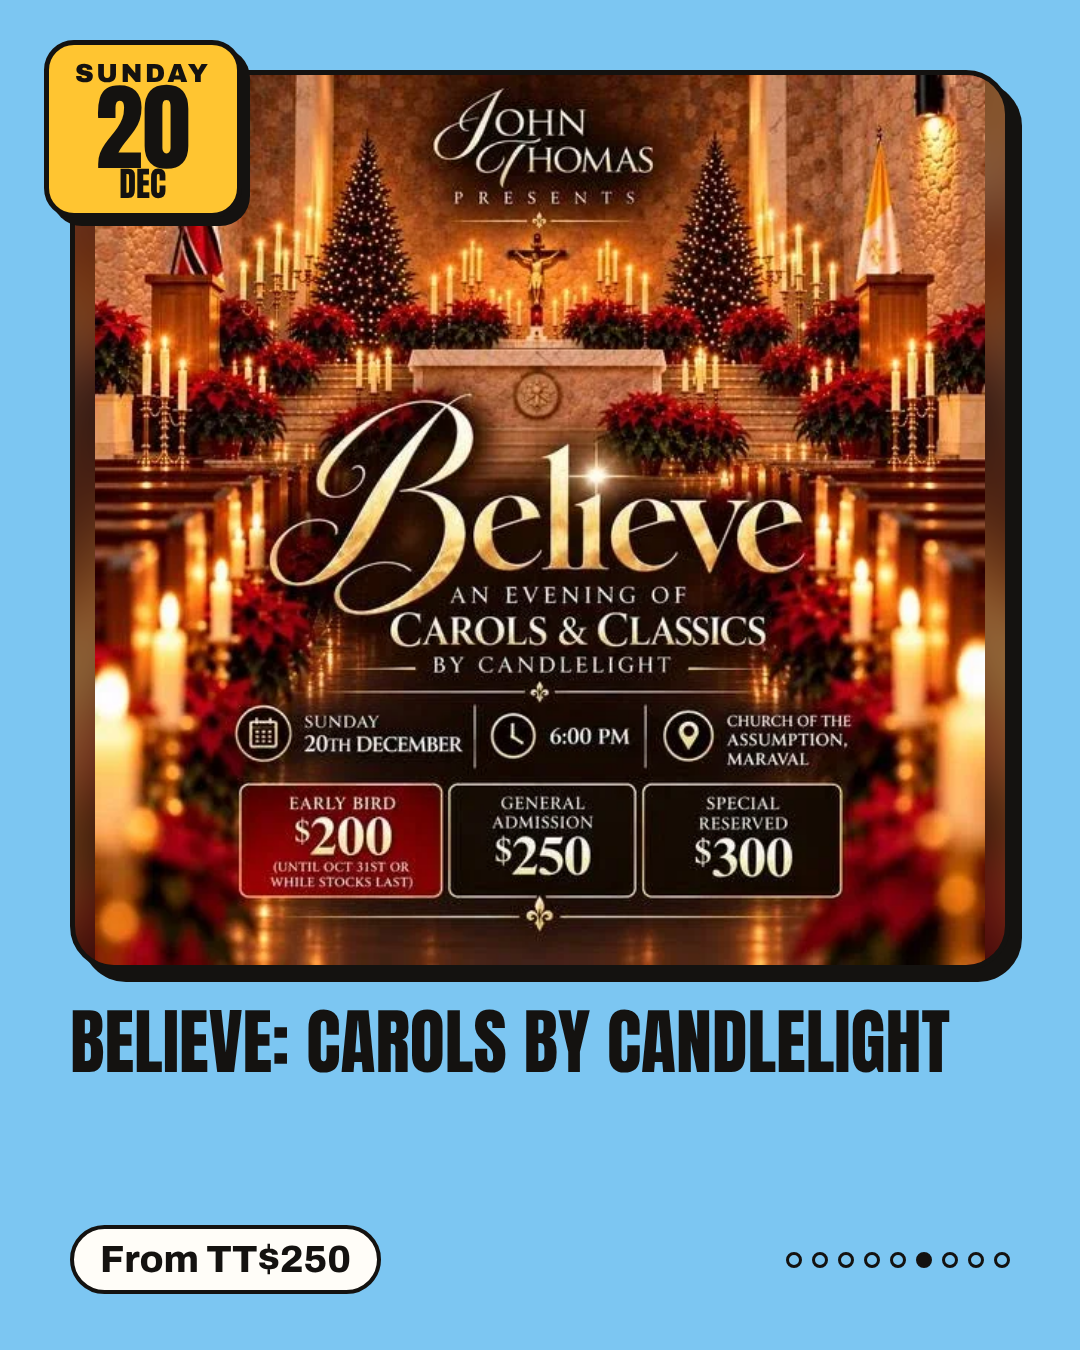 SUNDAY
20
DEC
JOHN
THOMAS
PRESENTS
Believe
AN EVENING OF
CAROLS & CLASSICS
BY CANDLELIGHT
SUNDAY
20TH DECEMBER
6:00 PM
CHURCH OF THE
ASSUMPTION,
MARAVAL
EARLY BIRD
$200
(UNTIL OCT 31ST OR
WHILE STOCKS LAST)
GENERAL
ADMISSION
$250
SPECIAL
RESERVED
$300
BELIEVE: CAROLS BY CANDLELIGHT
From TT$250